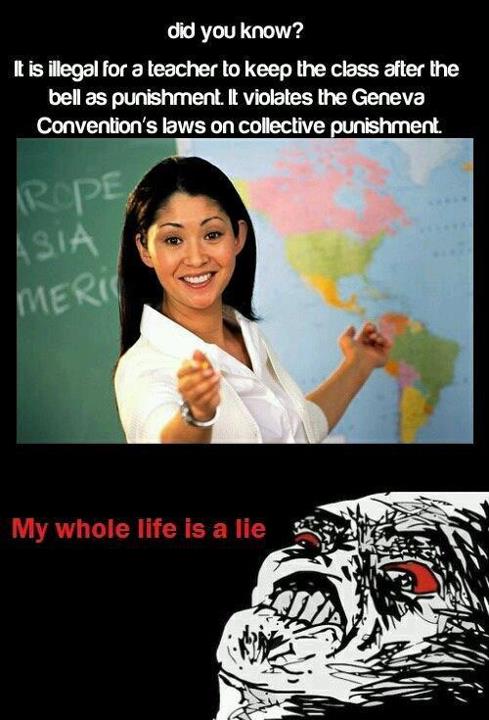 did you know?
It is illegal for a teacher to keep the class after the
bell as punishment. It violates the Geneva
Convention's laws on collective punishment.
ROPE
ASIA
MERI
My whole life is a lie